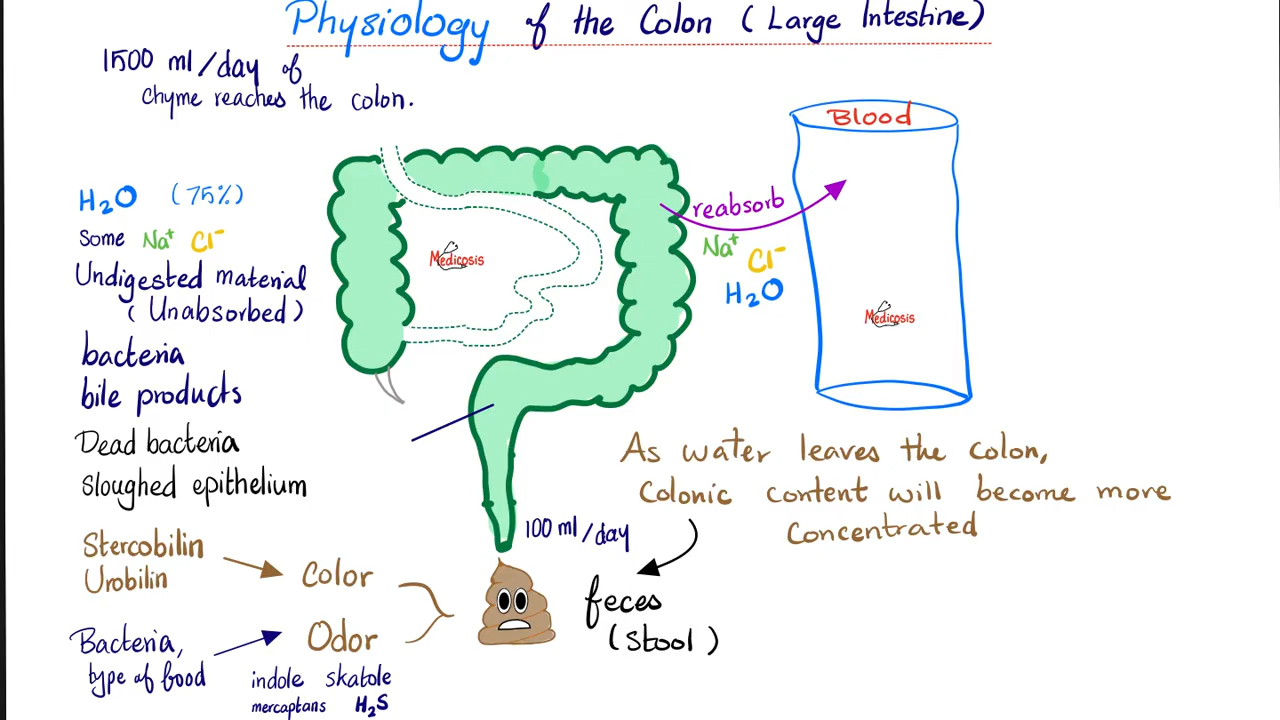 Physiology of the Colon (Large Intestine)
1500 ml/day of
chyme reaches the colon.
Blood
H2O (75%)
Some Na+ Cl-
Undigested material
(Unabsorbed)
bacteria
bile products
Dead bacteria
Sloughed epithelium
Medicosis
reabsorb
Na+
Cl-
H2O
Medicosis
As water leaves the colon,
Colonic content will become more
Concentrated
100 ml/day
Stercobilin
Urobilin
Color
feces
(Stool)
Bacteria,
type of food
Odor
indole skatole
mercaptans H2S